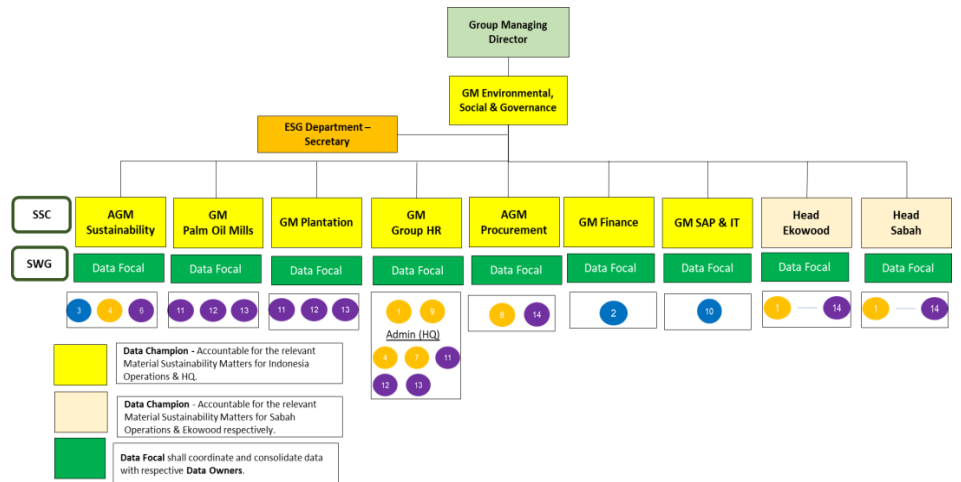 Group Managing
Director
GM Environmental,
Social & Governance
ESG Department –
Secretary
SSC
AGM
Sustainability
GM
Palm Oil Mills
GM Plantation
GM
Group HR
AGM
Procurement
GM Finance
GM SAP & IT
Head
Ekowood
Head
Sabah
SWG
Data Focal
Data Focal
Data Focal
Data Focal
Data Focal
Data Focal
Data Focal
Data Focal
Data Focal
3 4 6
11 12 13
11 12 13
1 9
Admin (HQ)
4 7 11
12 13
8 14
2
10
1 14
1 14
Data Champion - Accountable for the relevant
Material Sustainability Matters for Indonesia
Operations & HQ.
Data Champion - Accountable for the relevant
Material Sustainability Matters for Sabah
Operations & Ekowood respectively.
Data Focal shall coordinate and consolidate data
with respective Data Owners.